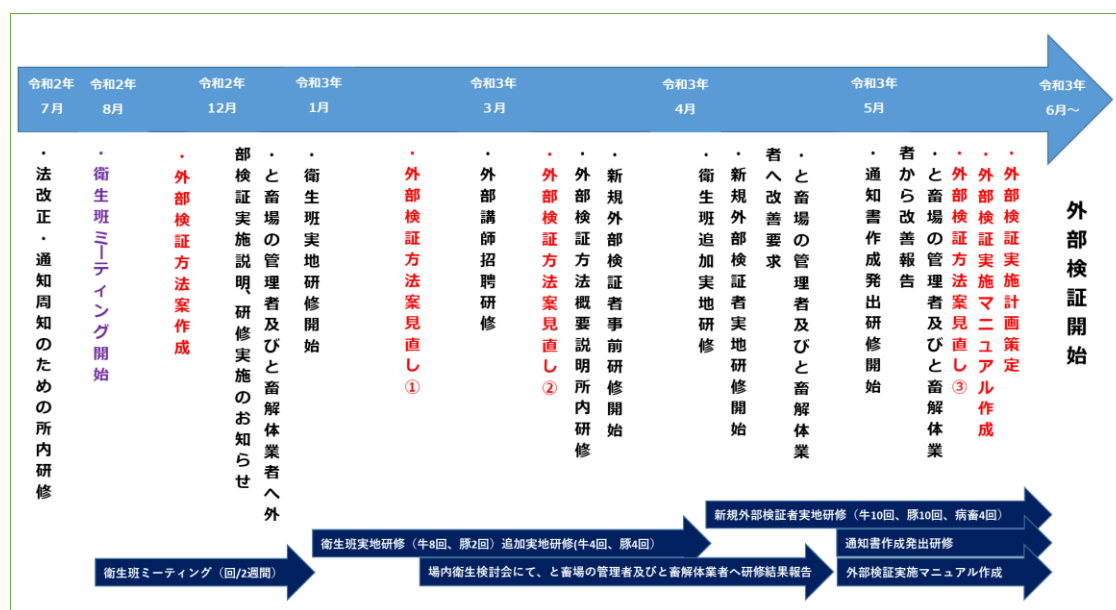 令和2年
7月
令和2年
8月
令和2年
12月
令和3年
1月
令和3年
3月
令和3年
4月
令和3年
5月
令和3年
6月～
・法改正・通知周知のための所内研修
・衛生班ミーティング開始
・外部検証方法案作成
・と畜場の管理者及びと畜解体業者へ外
部検証実施説明、研修実施のお知らせ
・衛生班実地研修開始
・外部検証方法案見直し①
・外部講師招聘研修
・外部検証方法案見直し②
・外部検証方法概要説明所内研修
・新規外部検証者事前研修開始
・衛生班追加実地研修
・新規外部検証者実地研修開始
・と畜場の管理者及びと畜解体業
者へ改善要求
・通知書作成発出研修開始
・と畜場の管理者及びと畜解体業
者から改善報告
・外部検証方法案見直し③
・外部検証実施マニュアル作成
・外部検証実施計画策定
外部検証開始
新規外部検証者実地研修（牛10回、豚10回、病畜4回）
衛生班実地研修（牛8回、豚2回）追加実地研修(牛4回、豚4回）
通知書作成発出研修
衛生班ミーティング（回/2週間）
場内衛生検討会にて、と畜場の管理者及びと畜解体業者へ研修結果報告
外部検証実施マニュアル作成